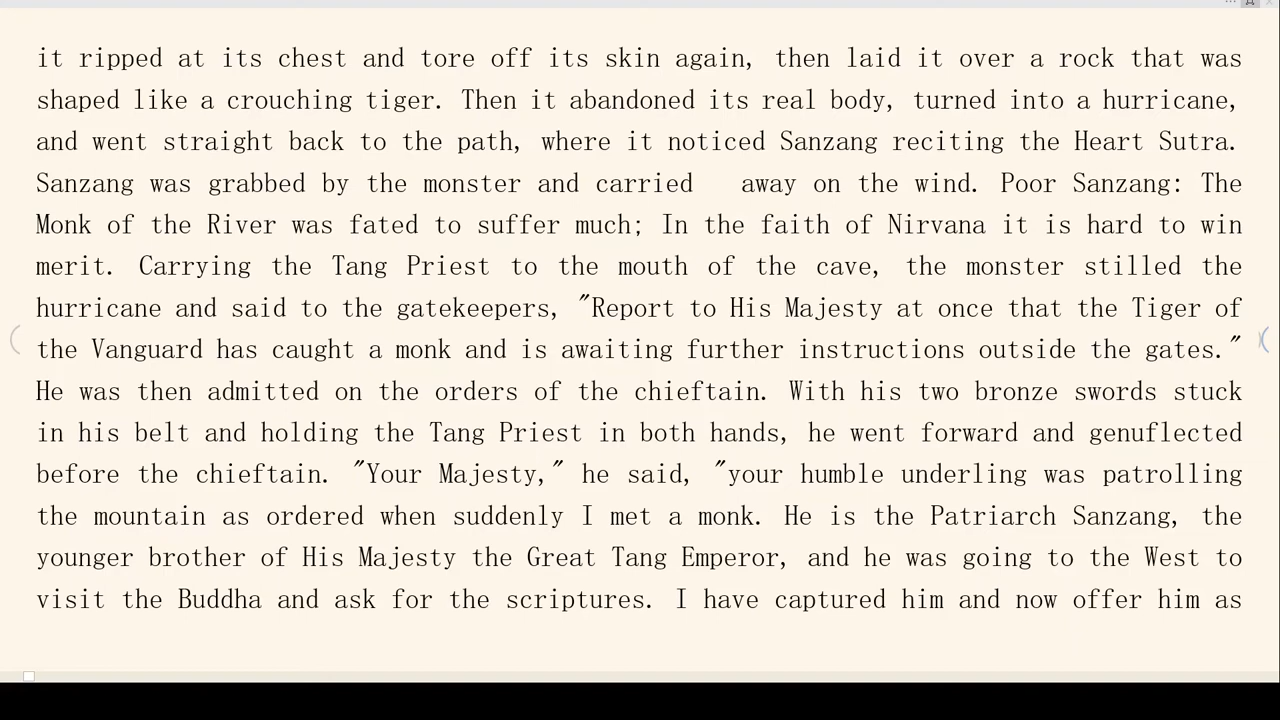 it ripped at its chest and tore off its skin again, then laid it over a rock that was
shaped like a crouching tiger. Then it abandoned its real body, turned into a hurricane,
and went straight back to the path, where it noticed Sanzang reciting the Heart Sutra.
Sanzang was grabbed by the monster and carried away on the wind. Poor Sanzang: The
Monk of the River was fated to suffer much; In the faith of Nirvana it is hard to win
merit. Carrying the Tang Priest to the mouth of the cave, the monster stilled the
hurricane and said to the gatekeepers, "Report to His Majesty at once that the Tiger of
the Vanguard has caught a monk and is awaiting further instructions outside the gates."
He was then admitted on the orders of the chieftain. With his two bronze swords stuck
in his belt and holding the Tang Priest in both hands, he went forward and genuflected
before the chieftain. "Your Majesty," he said, "your humble underling was patrolling
the mountain as ordered when suddenly I met a monk. He is the Patriarch Sanzang, the
younger brother of His Majesty the Great Tang Emperor, and he was going to the West to
visit the Buddha and ask for the scriptures. I have captured him and now offer him as